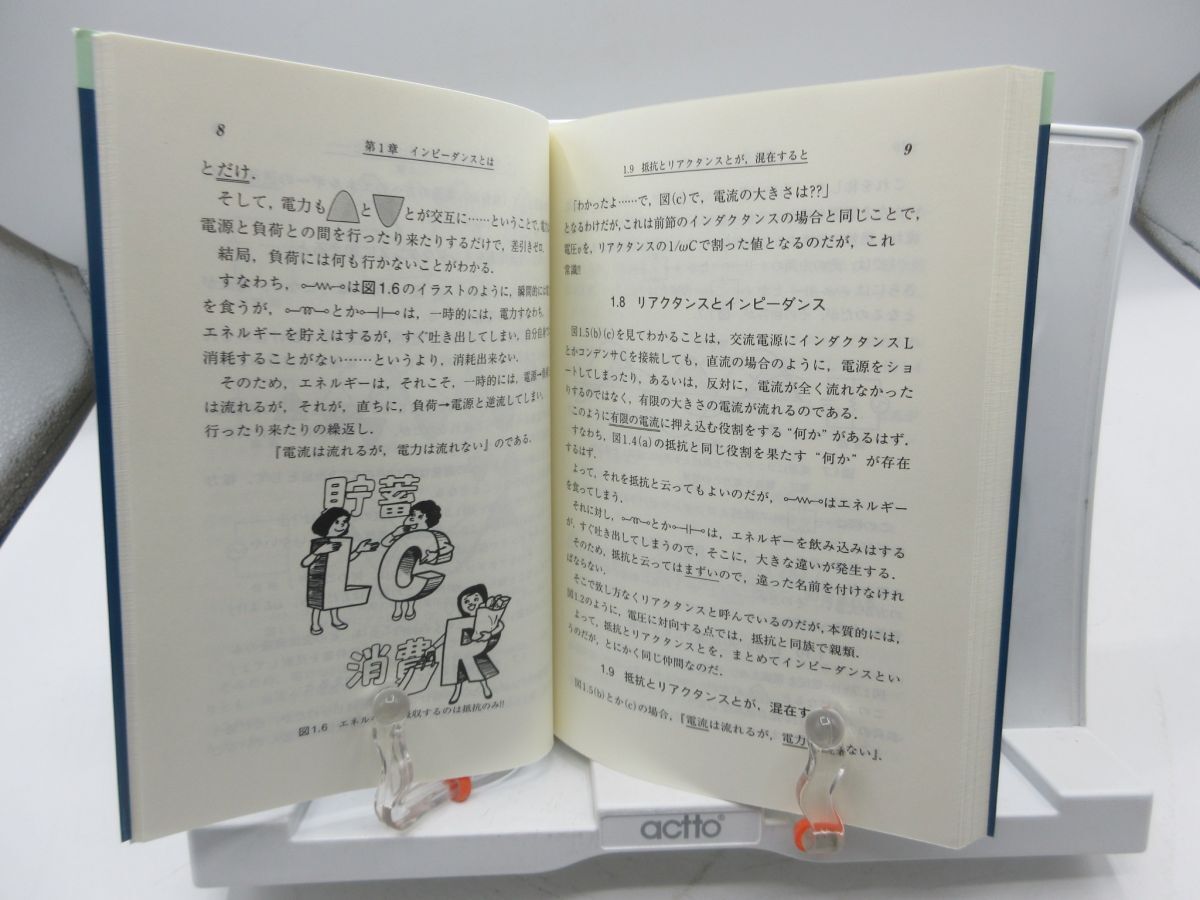 8
第1章 インピーダンスとは
とだけ.
そして, 電力も と とが交互に……ということで, 電
電源と負荷との間を行ったり来たりするだけで, 差引きゼロ.
結局, 負荷には何も行かないことがわかる.
すなわち, は図1.6のイラストのように, 瞬間的には
を食うが, とか は, 一時的には, 電力すなわち,
エネルギーを貯えはするが, すぐ吐き出してしまい, 自分自身
消耗することがない……というより, 消耗出来ない.
そのため, エネルギーは, それこそ, 一時的には, 電源→
は流れるが, それが, 直ちに, 負荷→電源と逆流してしまい,
行ったり来たりの繰返し.
『電流は流れるが, 電力は流れない』のである.
貯蓄
L C
消費 R
図1.6 エネル 吸収するのは抵抗のみ!!
1.9 抵抗とリアクタンスとが, 混在すると
9
「わかったよ……で, 図(c)で, 電流の大きさは??」
となるわけだが, これは前節のインダクタンスの場合と同じことで,
電圧vを, リアクタンスの1/ωCで割った値となるのだが, これ
常識!!
1.8 リアクタンスとインピーダンス
図1.5(b)(c)を見てわかることは, 交流電源にインダクタンスL
とかコンデンサCを接続しても, 直流の場合のように, 電源をショ
ートしてしまったり, あるいは, 反対に, 電流が全く流れなかった
りするのではなく, 有限の大きさの電流が流れるのである.
このように有限の電流に押え込む役割をする“何か”があるはず.
すなわち, 図1.4(a)の抵抗と同じ役割を果たす“何か”が存在
するはず.
よって, それを抵抗と云ってもよいのだが, はエネルギー
を食ってしまう.
それに対し, とか は, エネルギーを飲み込みはする
が, すぐ吐き出してしまうので, そこに, 大きな違いが発生する.
そのため, 抵抗と云ってはまずいので, 違った名前を付けなけれ
ばならない.
そこで致し方なくリアクタンスと呼んでいるのだが, 本質的には,
図1.2のように, 電圧に対向する点では, 抵抗と同族で親類.
よって, 抵抗とリアクタンスとを, まとめてインピーダンスとい
うのだが, とにかく同じ仲間なのだ.
1.9 抵抗とリアクタンスとが, 混在す
図1.5(b)とか(c)の場合, 『電流は流れるが, 電力 ない』,
actto